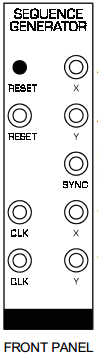 SEQUENCE
GENERATOR
RESET X
RESET Y
SYNC
CLK X
CLK Y
FRONT PANEL